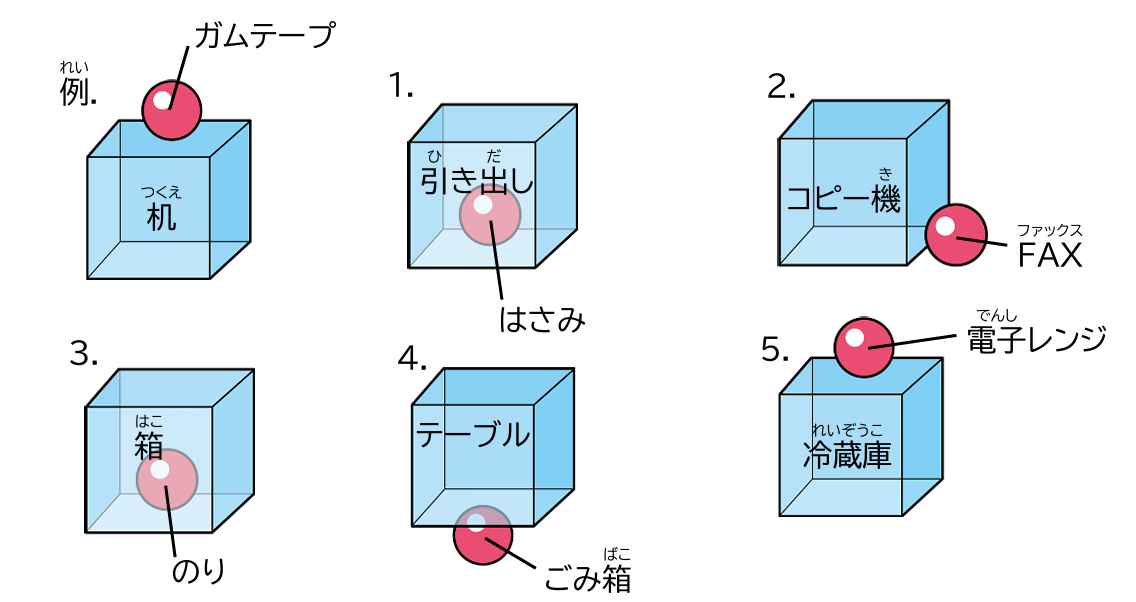 れい
例.
ガムテープ
つくえ
机
1.
ひ だ
引き出し
はさみ
2.
き
コピー機
ファックス
FAX
3.
はこ
箱
のり
4.
テーブル
ばこ
ごみ箱
5.
でんし
電子レンジ
れいぞうこ
冷蔵庫